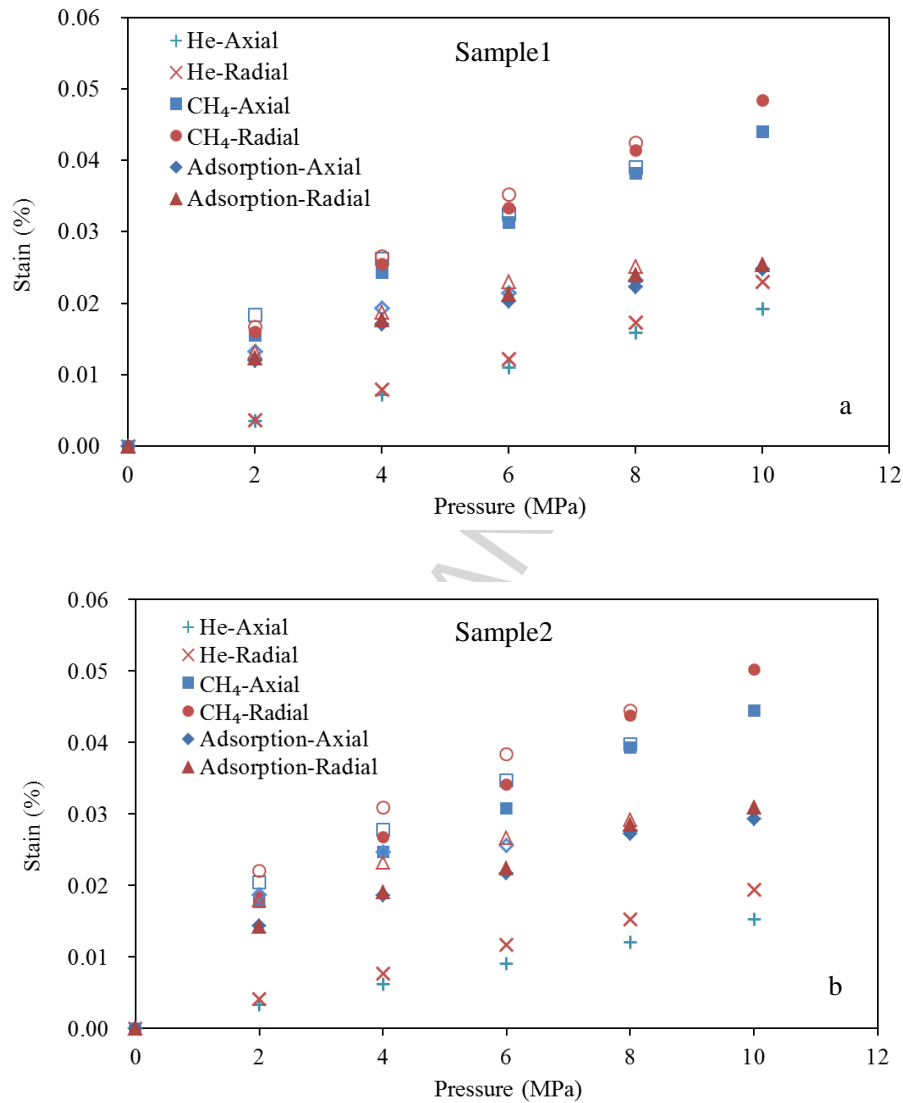 0.06
Sample1
He-Axial
He-Radial
0.05
CH₄-Axial
CH₄-Radial
0.04
Adsorption-Axial
Adsorption-Radial
Stain (%)
0.03
0.02
0.01
a
0.00
0 2 4 6 8 10 12
Pressure (MPa)
0.06
Sample2
He-Axial
He-Radial
0.05
CH₄-Axial
CH₄-Radial
0.04
Adsorption-Axial
Adsorption-Radial
Stain (%)
0.03
0.02
0.01
b
0.00
0 2 4 6 8 10 12
Pressure (MPa)